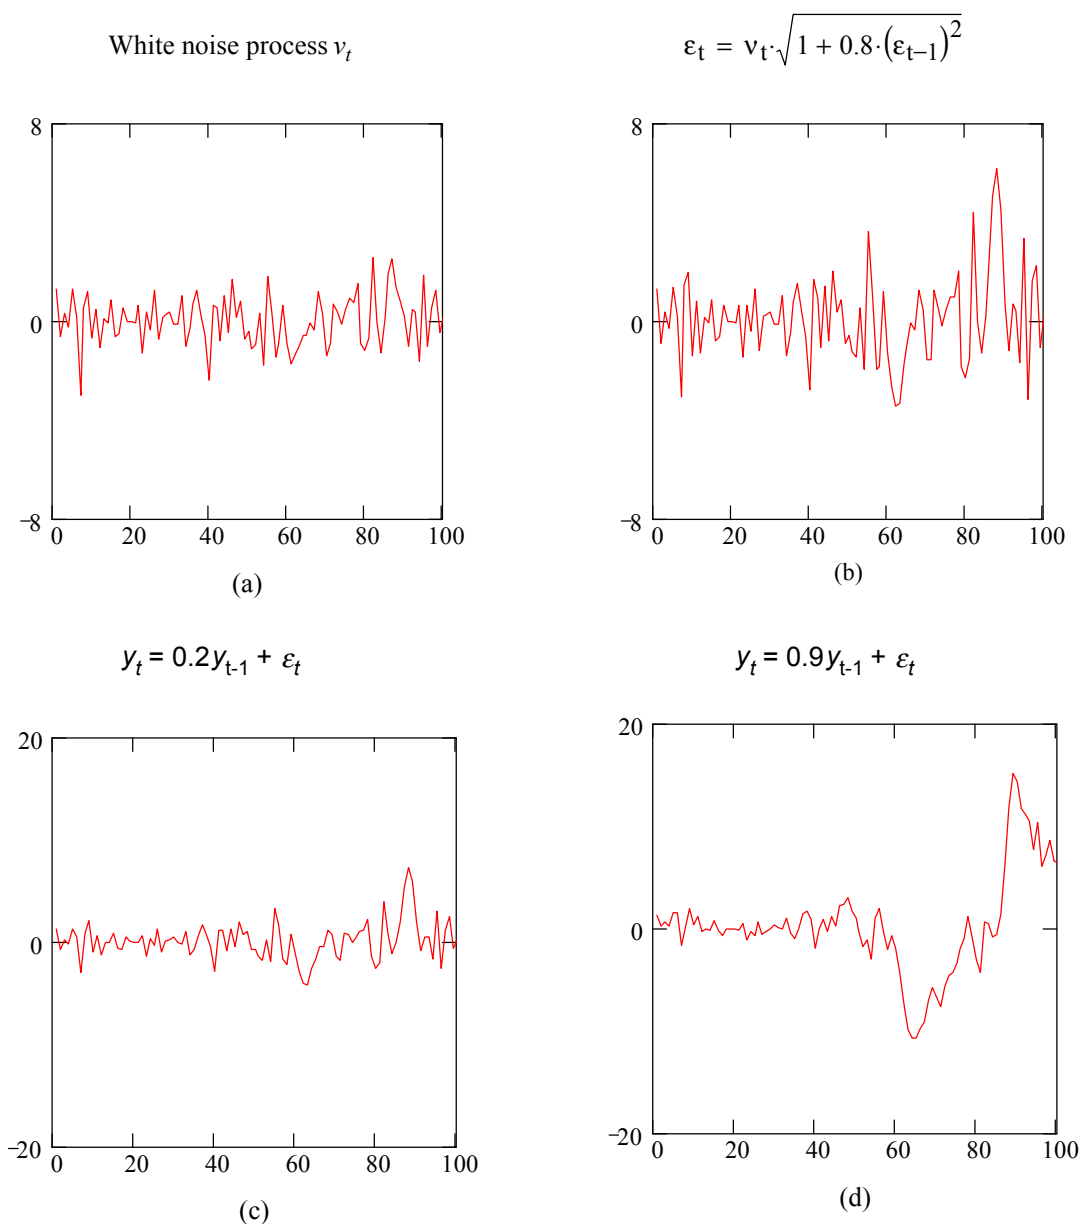 White noise process v_t
ε_t = ν_t·√(1 + 0.8·(ε_{t–1})²)
8
0
−8
0 20 40 60 80 100
(a)
8
0
−8
0 20 40 60 80 100
(b)
y_t = 0.2y_{t-1} + ε_t
y_t = 0.9y_{t-1} + ε_t
20
0
−20
0 20 40 60 80 100
(c)
20
0
−20
0 20 40 60 80 100
(d)